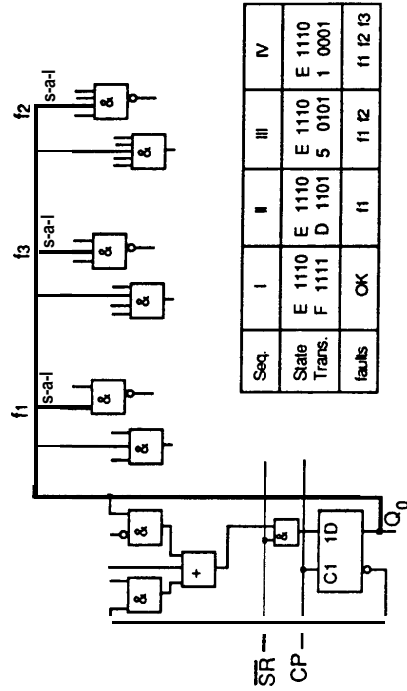 f1 f3 f2
s-a-l s-a-l s-a-l
& & & & & &
& &
+
&
SR
CP
C1 1D
Q0
Seq. I II III IV
State E 1110 E 1110 E 1110 E 1110
Trans. F 1111 D 1101 5 0101 1 0001
faults OK f1 f1 f2 f1 f2 f3